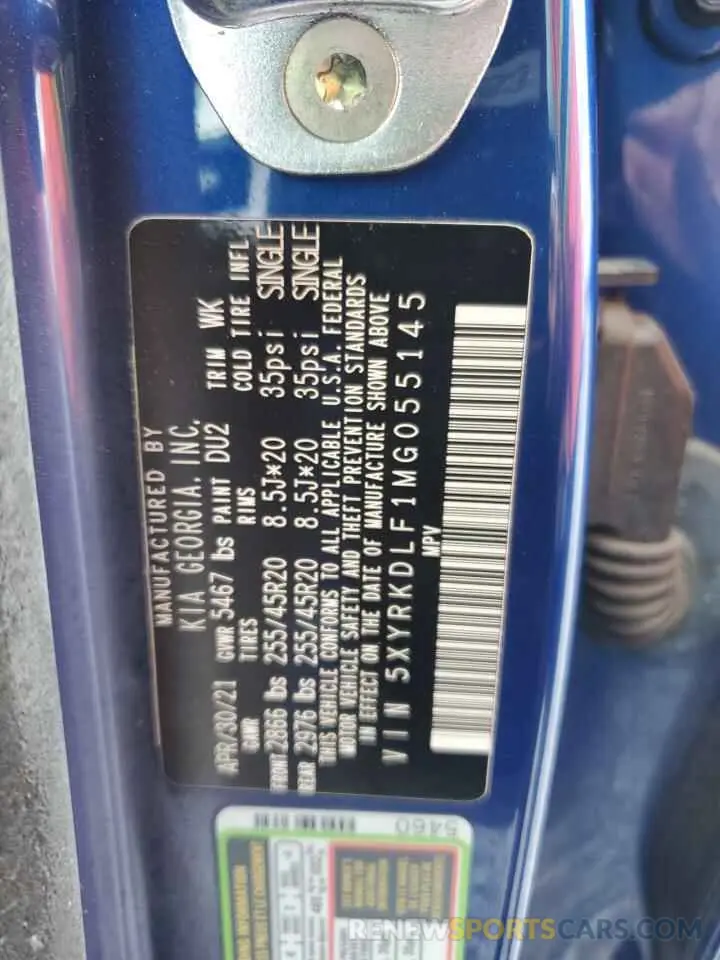 MANUFACTURED BY
KIA GEORGIA, INC.
APR/30/21 GVWR 5467 lbs PAINT DU2 TRIM WK
GAWR TIRES RIMS COLD TIRE INFL
FRONT 2866 lbs 255/45R20 8.5J*20 35psi SINGLE
REAR 2976 lbs 255/45R20 8.5J*20 35psi SINGLE
THIS VEHICLE CONFORMS TO ALL APPLICABLE U.S.A. FEDERAL
MOTOR VEHICLE SAFETY AND THEFT PREVENTION STANDARDS
IN EFFECT ON THE DATE OF MANUFACTURE SHOWN ABOVE
VIN 5XYRKDLF1MG055145
MPV
5460
RENEWSPORTSCARS.COM